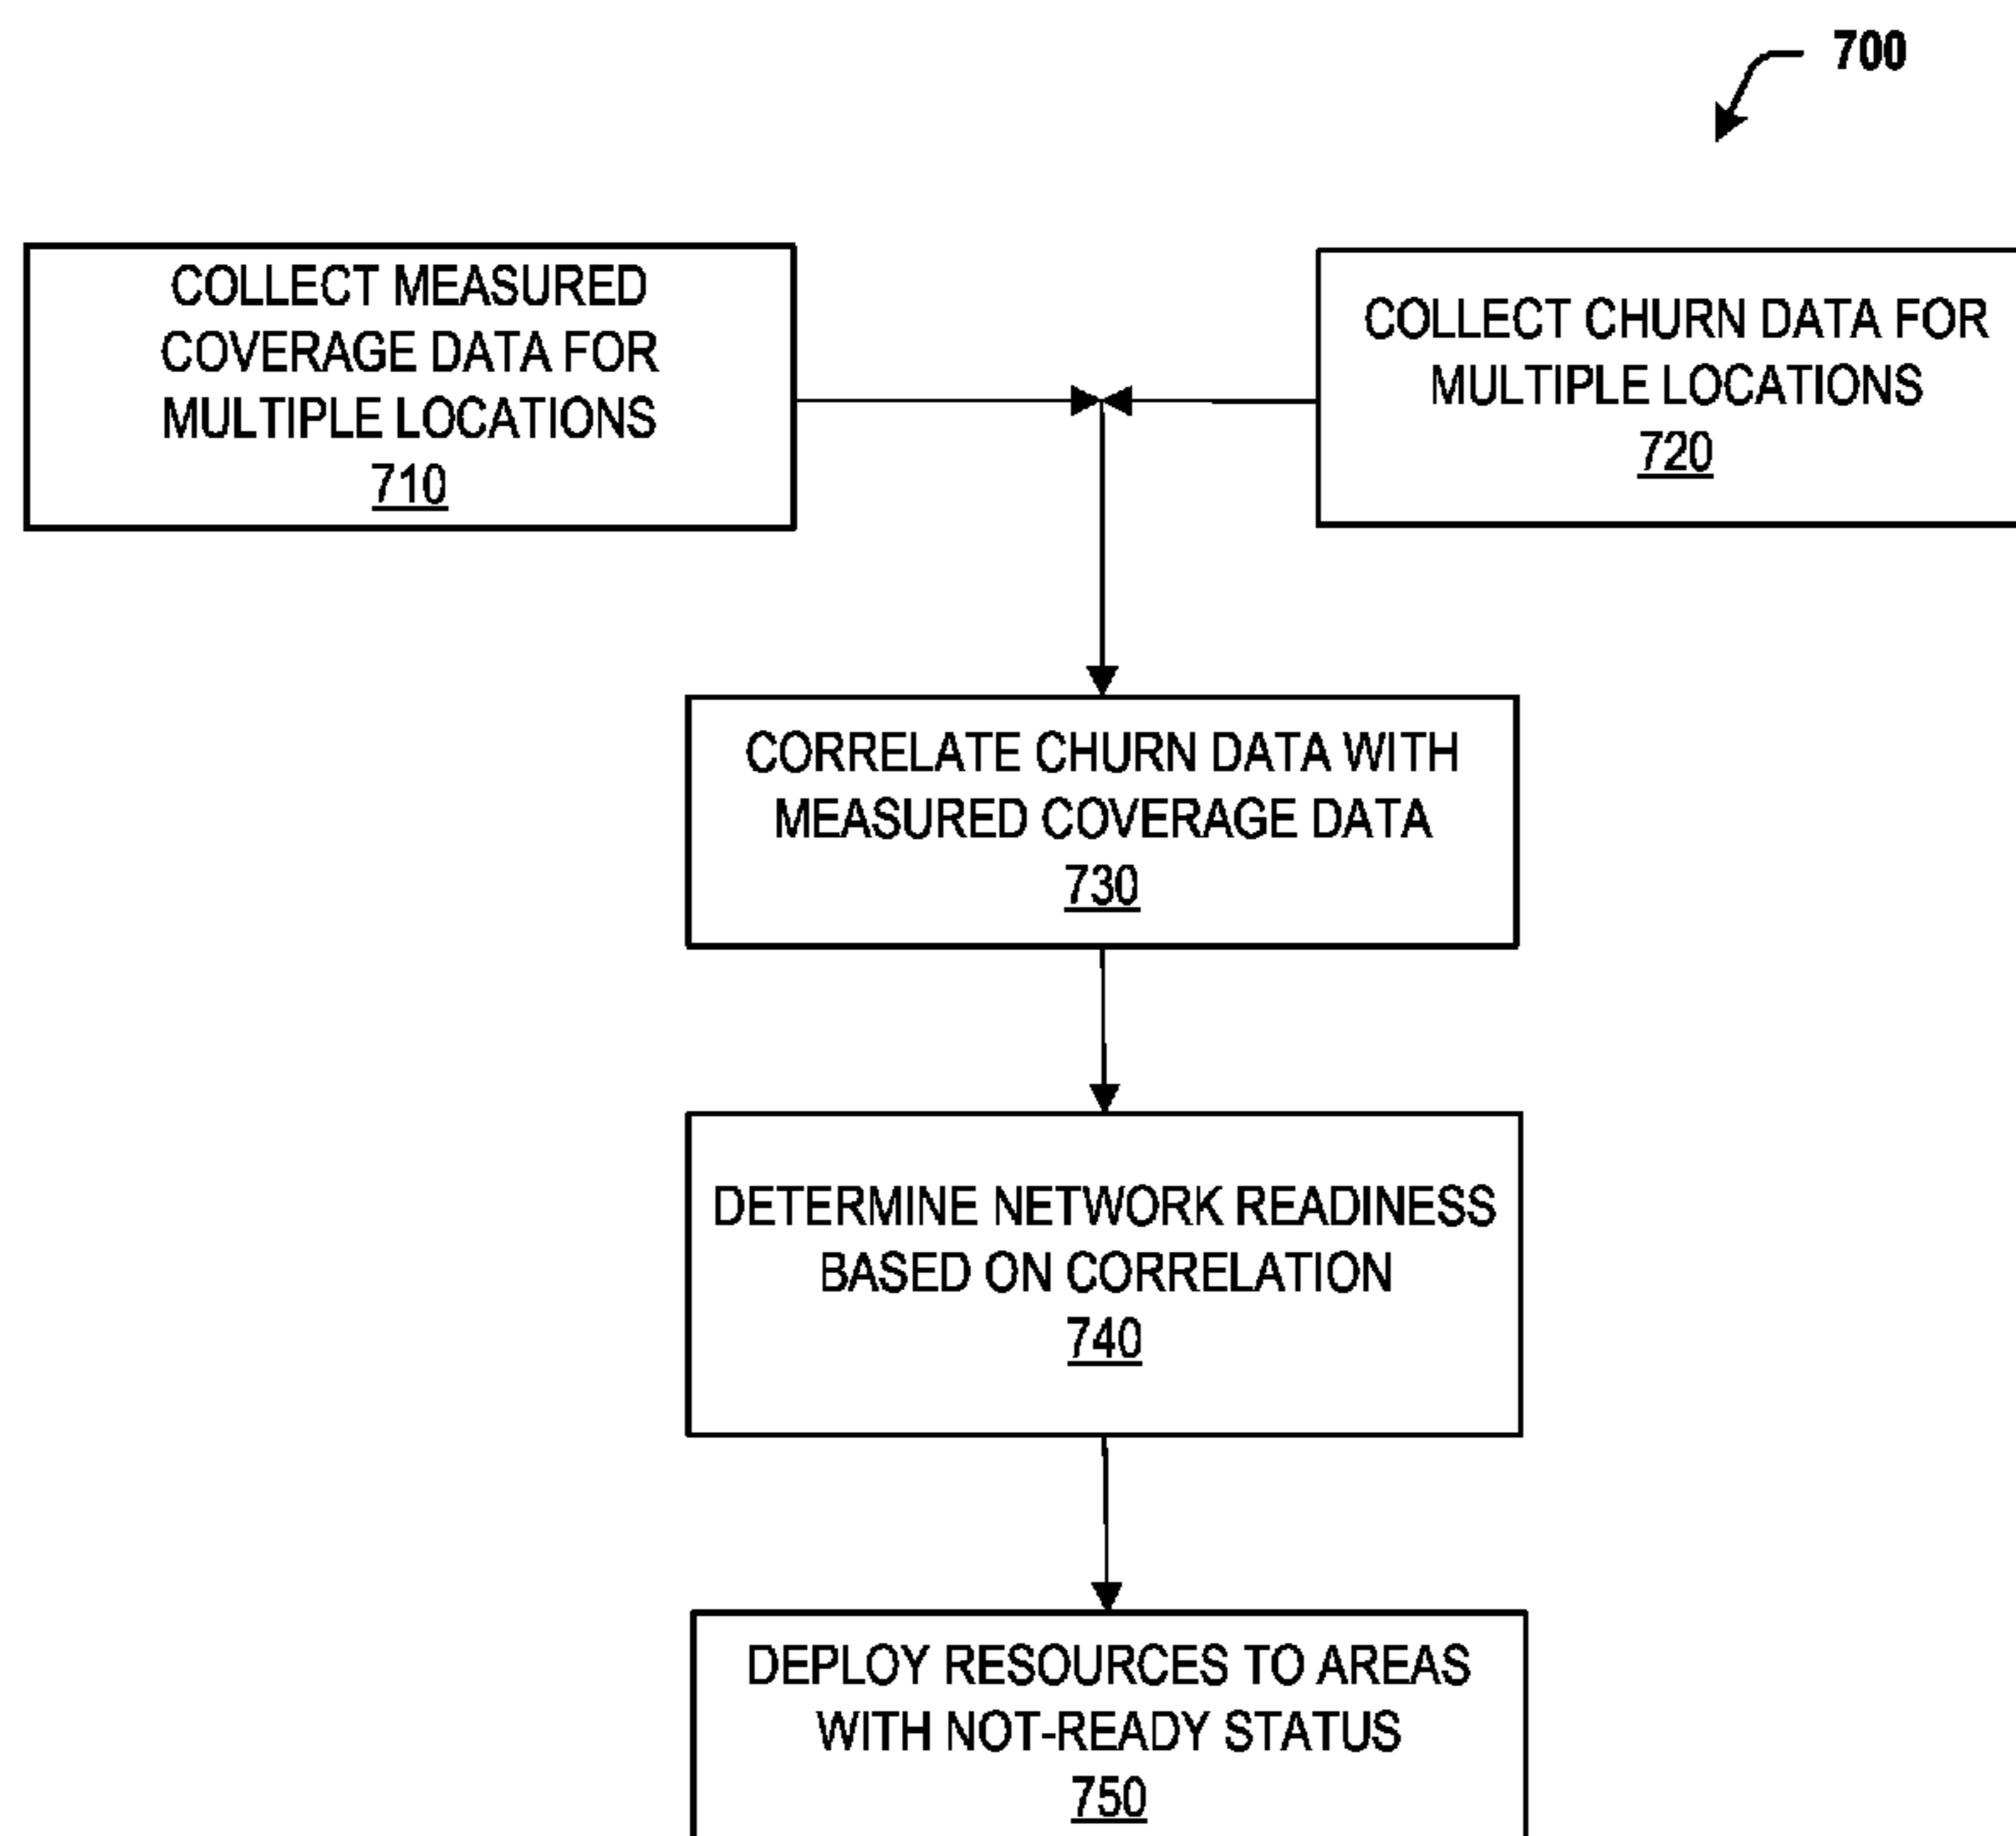 700
COLLECT MEASURED
COVERAGE DATA FOR
MULTIPLE LOCATIONS
710
COLLECT CHURN DATA FOR
MULTIPLE LOCATIONS
720
CORRELATE CHURN DATA WITH
MEASURED COVERAGE DATA
730
DETERMINE NETWORK READINESS
BASED ON CORRELATION
740
DEPLOY RESOURCES TO AREAS
WITH NOT-READY STATUS
750